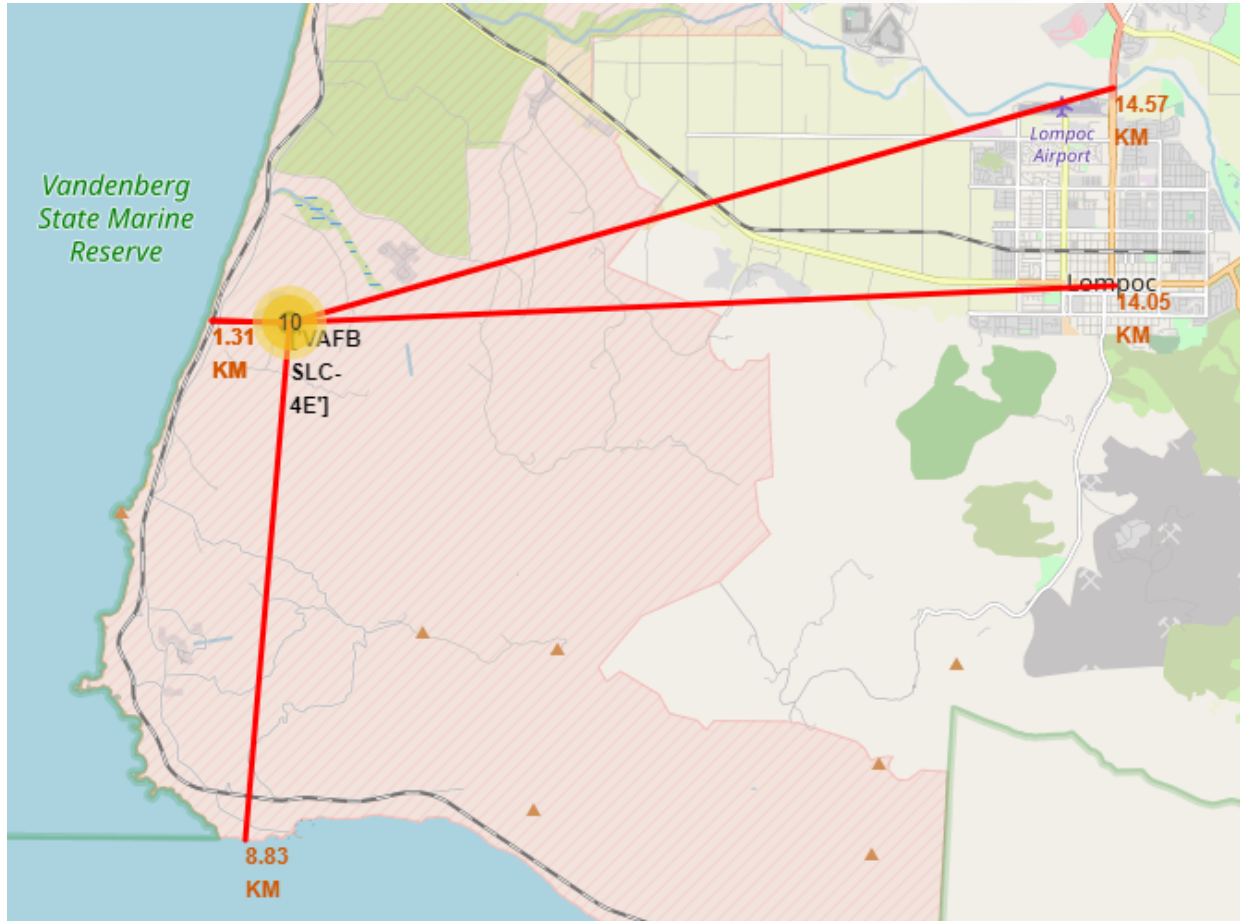 Vandenberg
State Marine
Reserve
14.57
KM
Lompoc
Airport
Lompoc
14.05
KM
10
1.31
KM
['VAFB
SLC-
4E']
8.83
KM